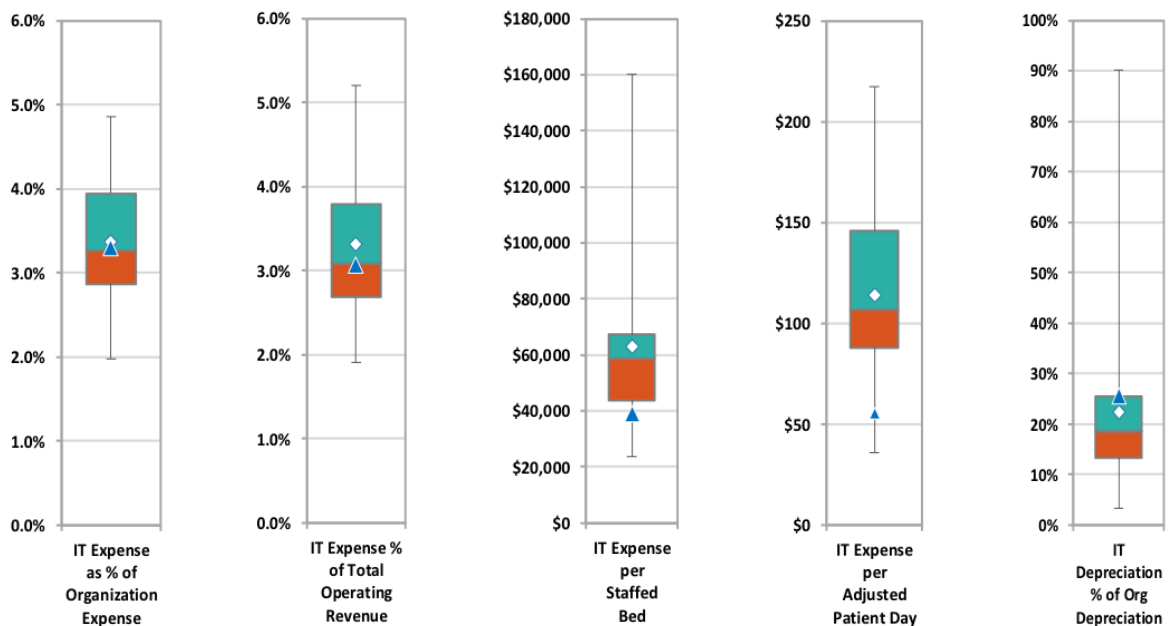 6.0%
5.0%
4.0%
3.0%
2.0%
1.0%
0.0%
IT Expense
as % of
Organization
Expense
6.0%
5.0%
4.0%
3.0%
2.0%
1.0%
0.0%
IT Expense %
of Total
Operating
Revenue
$180,000
$160,000
$140,000
$120,000
$100,000
$80,000
$60,000
$40,000
$20,000
$0
IT Expense
per
Staffed
Bed
$250
$200
$150
$100
$50
$0
IT Expense
per
Adjusted
Patient Day
100%
90%
80%
70%
60%
50%
40%
30%
20%
10%
0%
IT
Depreciation
% of Org
Depreciation